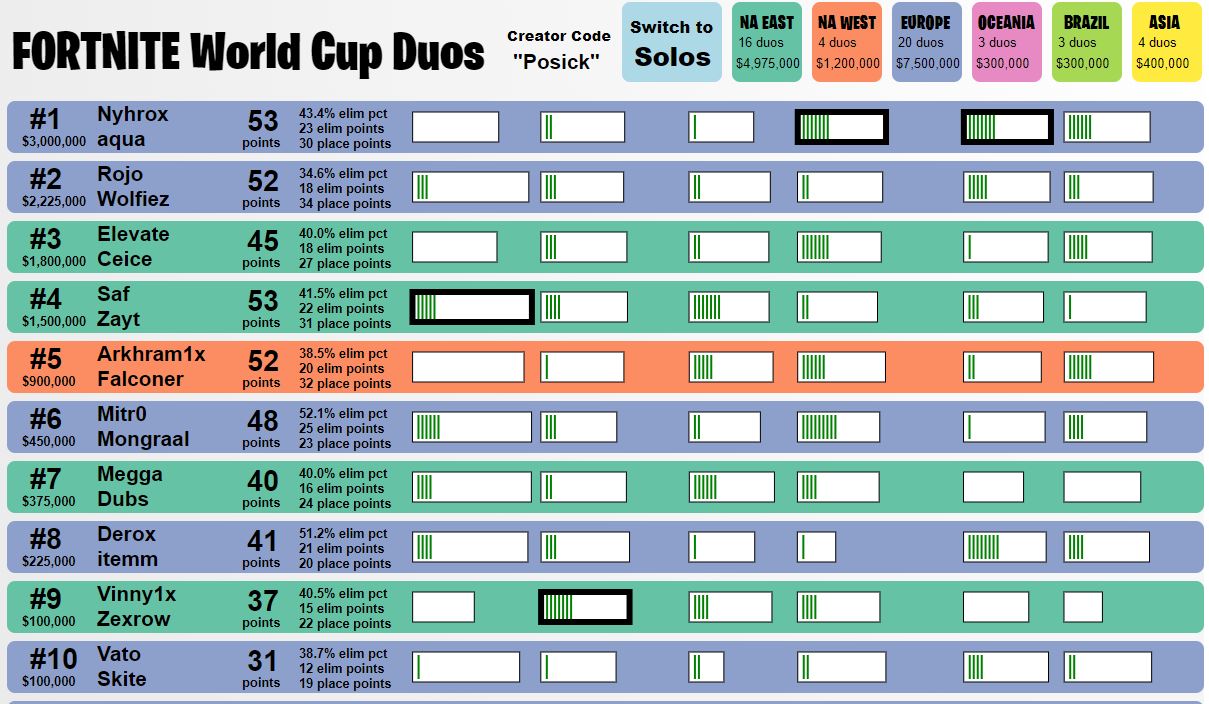 FORTNITE World Cup Duos
Creator Code
"Posick"
Switch to
Solos
NA EAST
16 duos
$4,975,000
NA WEST
4 duos
$1,200,000
EUROPE
20 duos
$7,500,000
OCEANIA
3 duos
$300,000
BRAZIL
3 duos
$300,000
ASIA
4 duos
$400,000
#1
$3,000,000
Nyhrox
aqua
53
points
43.4% elim pct
23 elim points
30 place points
#2
$2,225,000
Rojo
Wolfiez
52
points
34.6% elim pct
18 elim points
34 place points
#3
$1,800,000
Elevate
Ceice
45
points
40.0% elim pct
18 elim points
27 place points
#4
$1,500,000
Saf
Zayt
53
points
41.5% elim pct
22 elim points
31 place points
#5
$900,000
Arkhram1x
Falconer
52
points
38.5% elim pct
20 elim points
32 place points
#6
$450,000
Mitr0
Mongraal
48
points
52.1% elim pct
25 elim points
23 place points
#7
$375,000
Megga
Dubs
40
points
40.0% elim pct
16 elim points
24 place points
#8
$225,000
Derox
itemm
41
points
51.2% elim pct
21 elim points
20 place points
#9
$100,000
Vinny1x
Zexrow
37
points
40.5% elim pct
15 elim points
22 place points
#10
$100,000
Vato
Skite
31
points
38.7% elim pct
12 elim points
19 place points